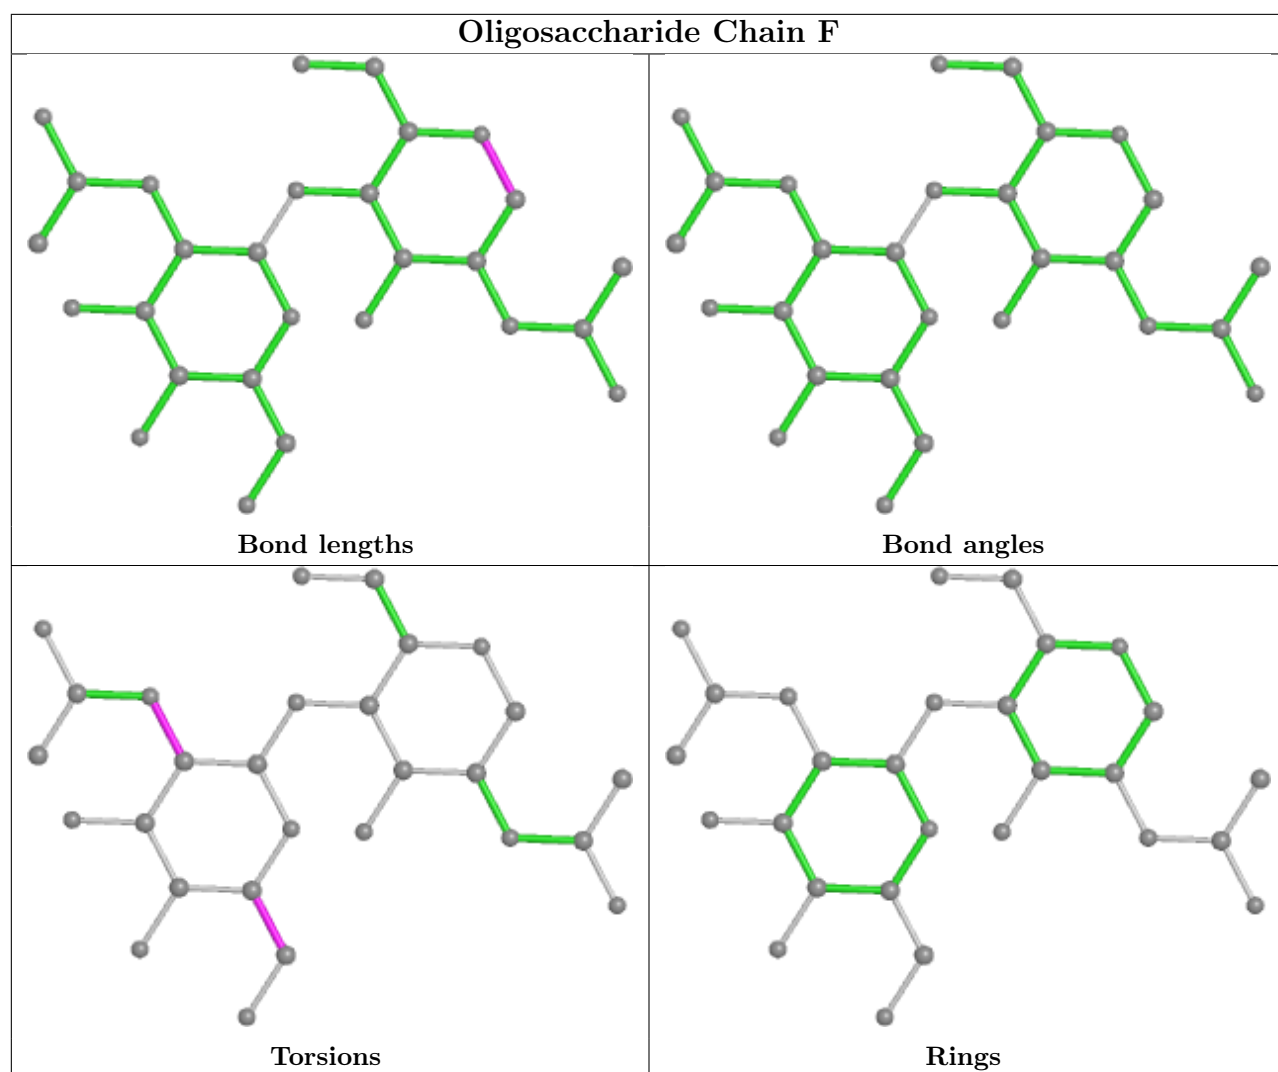 Oligosaccharide Chain F
Bond lengths
Bond angles
Torsions
Rings